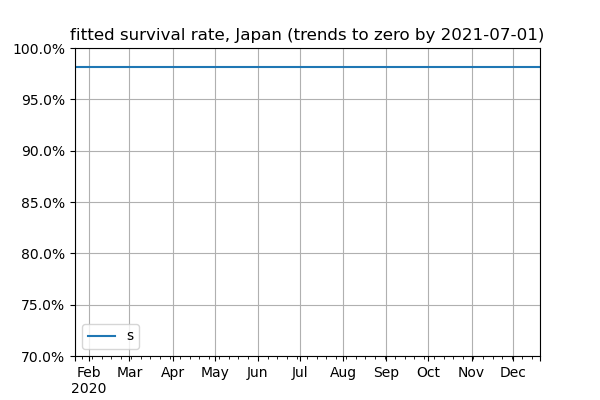 fitted survival rate, Japan (trends to zero by 2021-07-01)
100.0%
95.0%
90.0%
85.0%
80.0%
75.0%
70.0%
s
Feb Mar Apr May Jun Jul Aug Sep Oct Nov Dec
2020